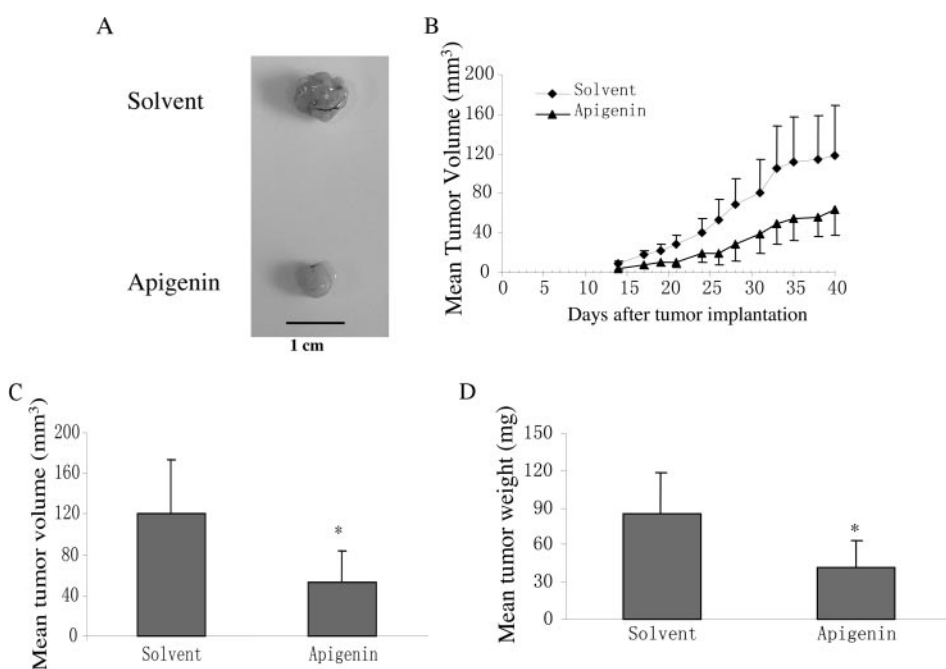 A
Solvent
Apigenin
1 cm
B
Mean Tumor Volume (mm³)
200
160
120
80
40
0
Solvent
Apigenin
0 5 10 15 20 25 30 35 40
Days after tumor implantation
C
Mean tumor volume (mm³)
200
160
120
80
40
0
*
Solvent Apigenin
D
Mean tumor weight (mg)
150
120
90
60
30
0
*
Solvent Apigenin